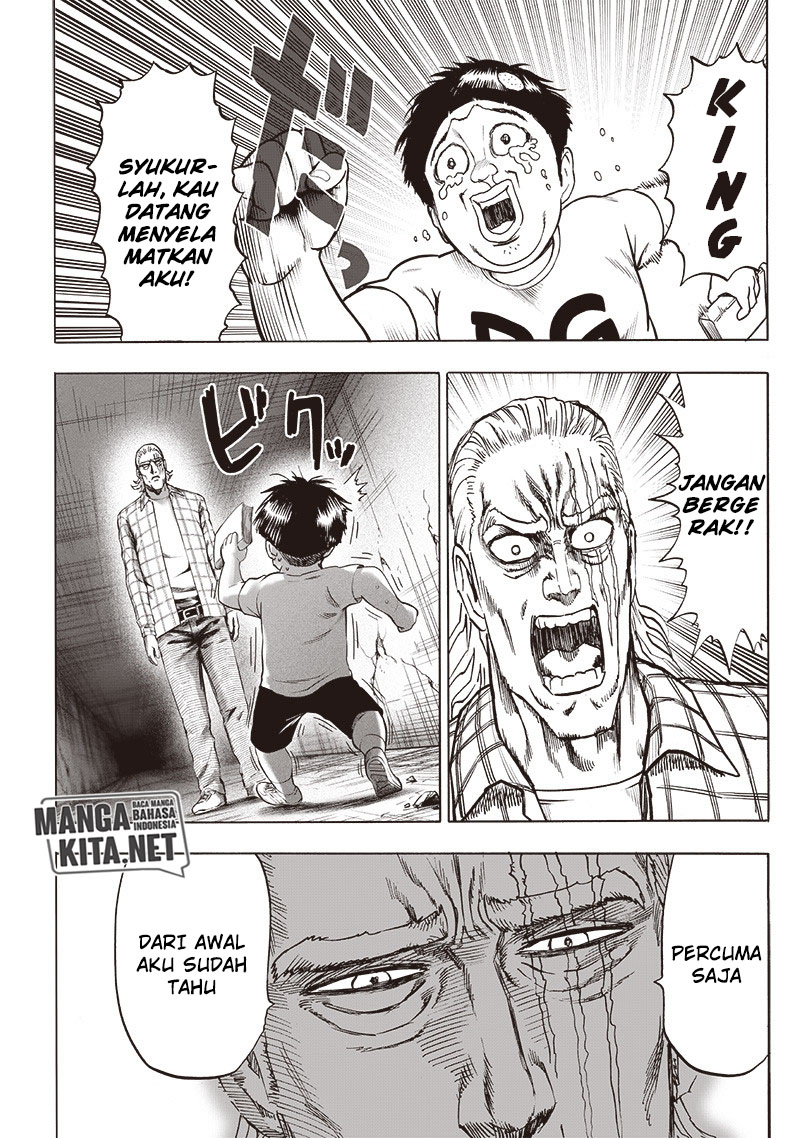 KING
SYUKUR-
LAH, KAU
DATANG
MENYELA
MATKAN
AKU!
DG
JANGAN
BERGE
RAK!!
ビクッ
MANGA BACA MANGA
BAHASA
INDONESIA
KITA.NET
PERCUMA
SAJA
DARI AWAL
AKU SUDAH
TAHU